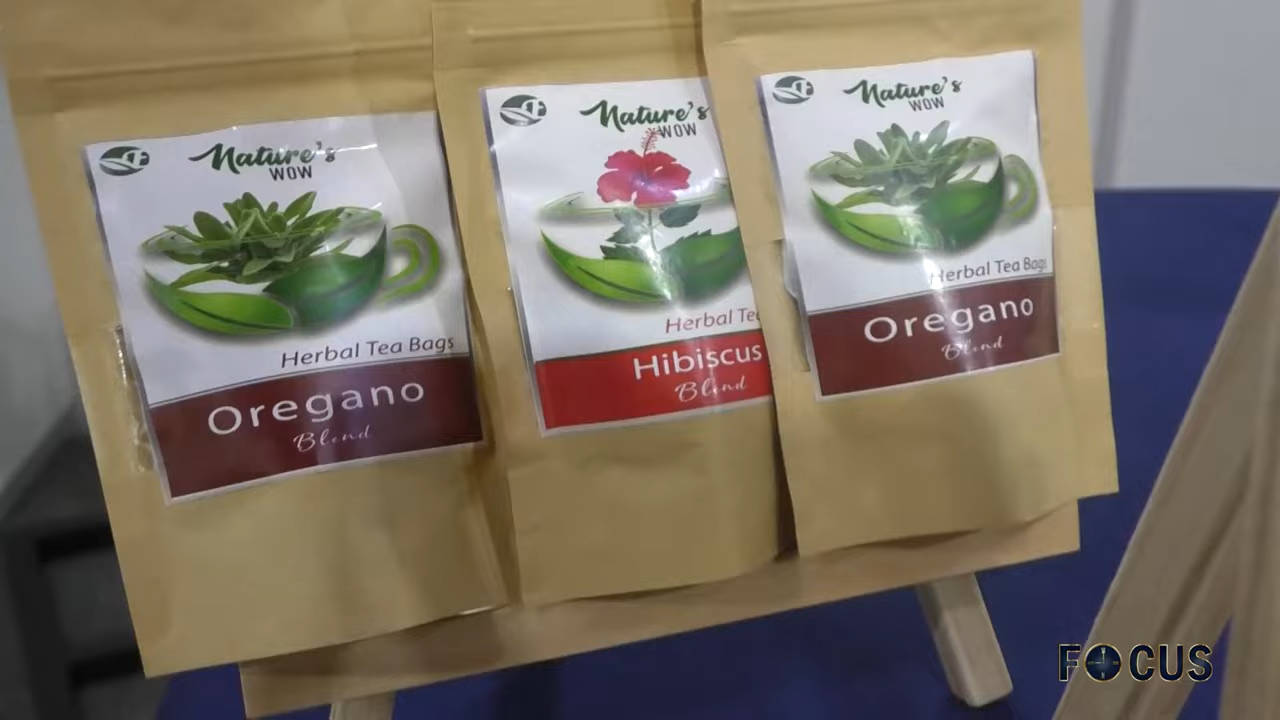 Nature's
WOW
Herbal Tea Bags
Oregano
Blend
Nature's
WOW
Herbal Tea
Hibiscus
Blend
Nature's
WOW
Herbal Tea Bags
Oregano
Blend
FOCUS